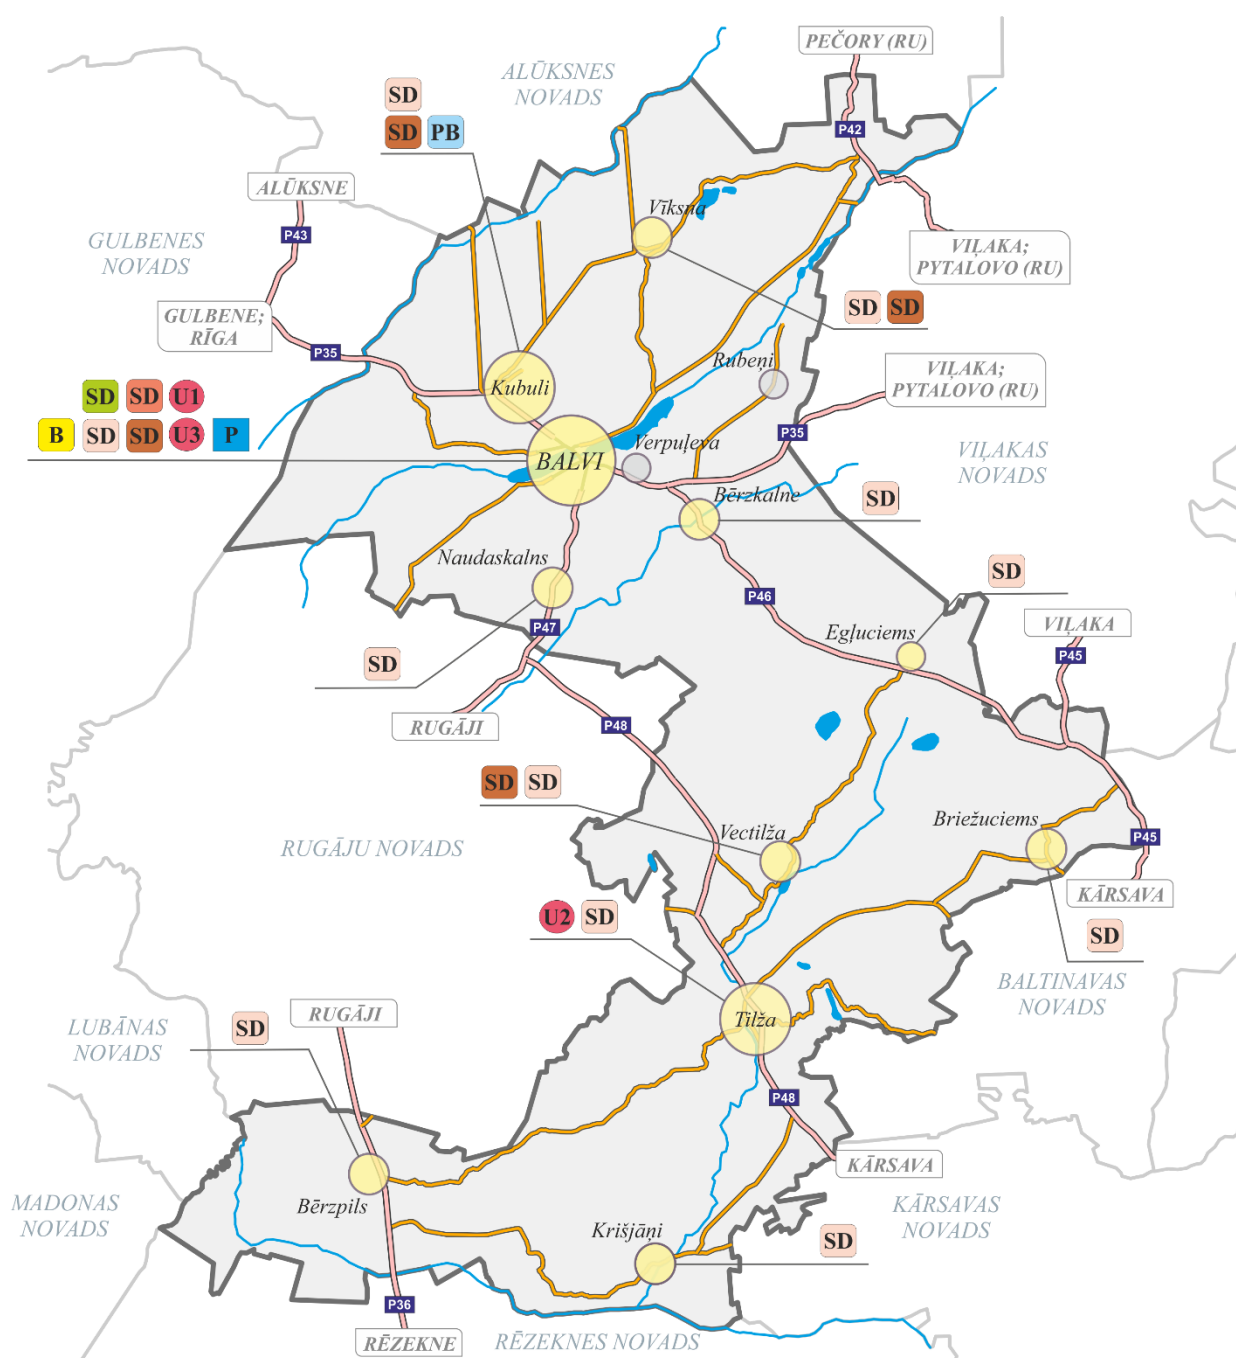 PEČORY (RU)
ALŪKSNES
NOVADS
SD
SD PB
P42
ALŪKSNE
Vīksna
P43
GULBENES
NOVADS
VIĻAKA;
PYTALOVO (RU)
GULBENE;
RĪGA
SD SD
P35
Rubeņi
VIĻAKA;
PYTALOVO (RU)
Kubuli
SD SD U1
B SD SD U3 P
P35
Verpuļeva
BALVI
VIĻAKAS
NOVADS
Bērzkalne
SD
Naudaskalns
SD
P46
P47
Egļuciems
VIĻAKA
P45
SD
RUGĀJI
P48
SD SD
Vectilža
Briežuciems
P45
RUGĀJU NOVADS
KĀRSAVA
U2 SD
SD
BALTINAVAS
NOVADS
RUGĀJI
Tilža
LUBĀNAS
NOVADS
SD
P48
KĀRSAVA
Bērzpils
MADONAS
NOVADS
KĀRSAVAS
NOVADS
Krišjāņi
SD
P36
RĒZEKNE
RĒZEKNES NOVADS